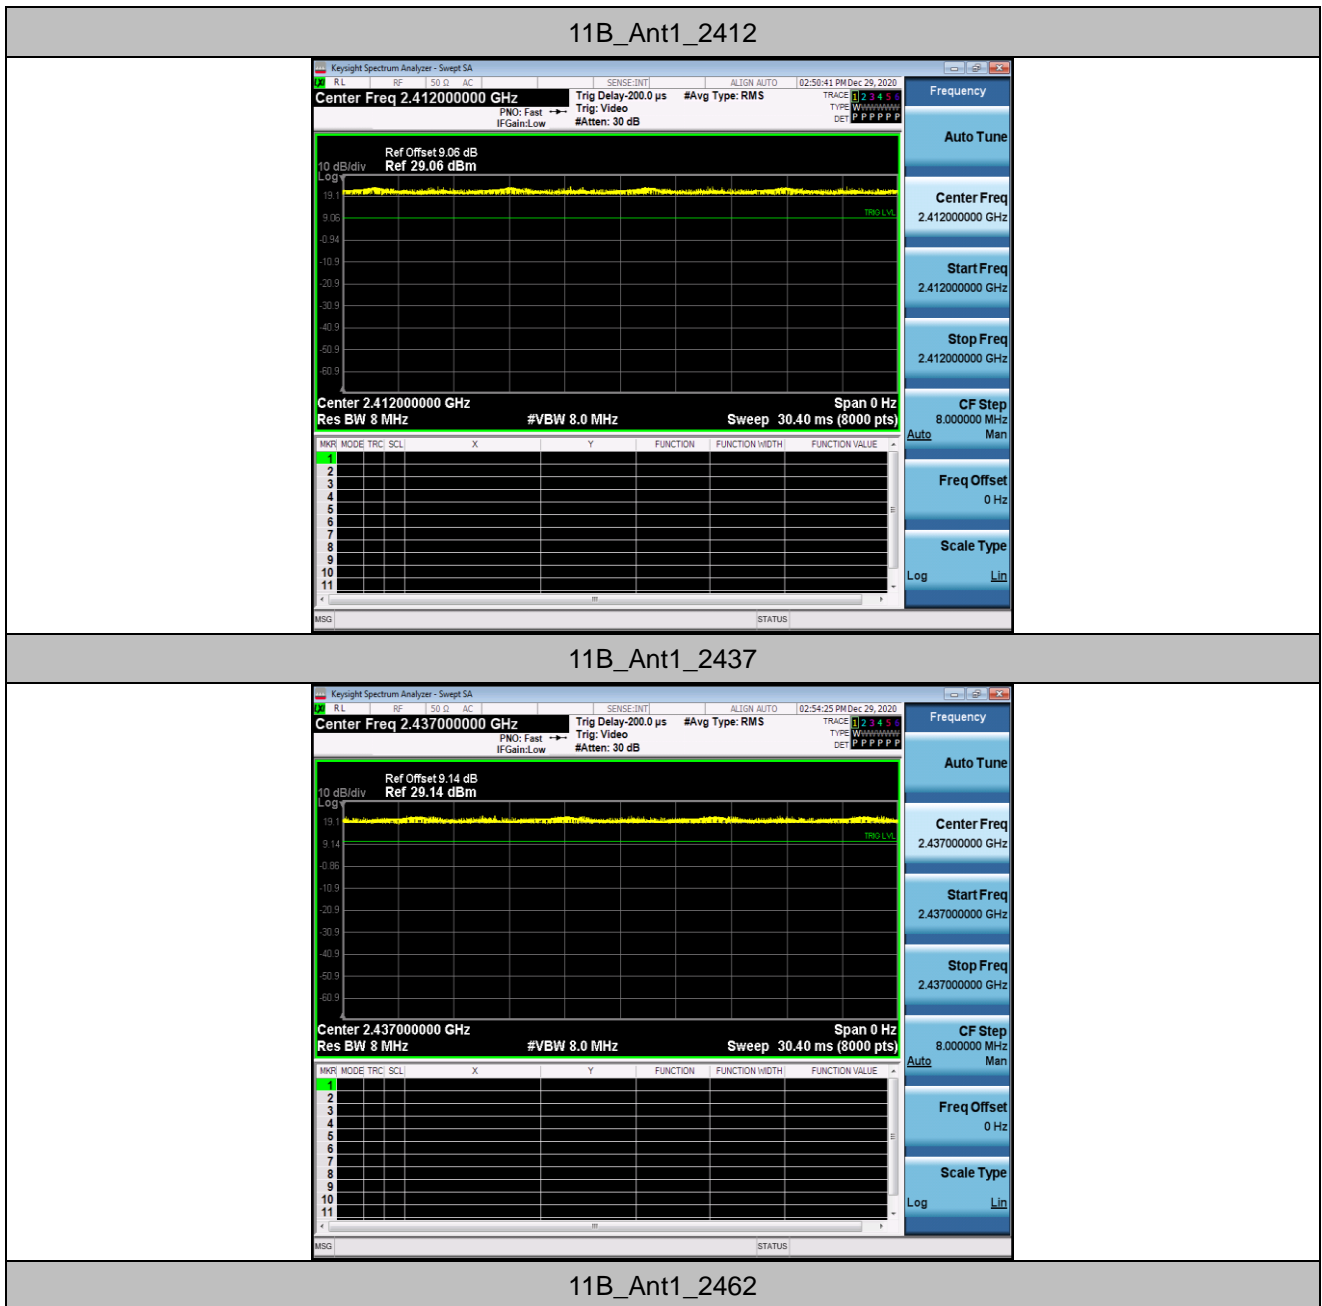 11B_Ant1_2412
Keysight Spectrum Analyzer - Swept SA
RL RF 50 Ω AC SENSE:INT ALIGN AUTO 02:50:41 PM Dec 29, 2020
Center Freq 2.412000000 GHz
PNO: Fast
IFGain:Low
Trig Delay-200.0 µs
Trig: Video
#Atten: 30 dB
#Avg Type: RMS
TRACE 1 2 3 4 5 6
TYPE WWWWWW
DET P P P P P P
Ref Offset 9.06 dB
10 dB/div Ref 29.06 dBm
Log
19.1
9.06
TRIG LVL
-0.94
-10.9
-20.9
-30.9
-40.9
-50.9
-60.9
Center 2.412000000 GHz Span 0 Hz
Res BW 8 MHz #VBW 8.0 MHz Sweep 30.40 ms (8000 pts)
MKR MODE TRC SCL X Y FUNCTION FUNCTION WIDTH FUNCTION VALUE
1
2
3
4
5
6
7
8
9
10
11
MSG STATUS
Frequency
Auto Tune
Center Freq
2.412000000 GHz
Start Freq
2.412000000 GHz
Stop Freq
2.412000000 GHz
CF Step
8.000000 MHz
Auto Man
Freq Offset
0 Hz
Scale Type
Log Lin
11B_Ant1_2437
Keysight Spectrum Analyzer - Swept SA
RL RF 50 Ω AC SENSE:INT ALIGN AUTO 02:54:25 PM Dec 29, 2020
Center Freq 2.437000000 GHz
PNO: Fast
IFGain:Low
Trig Delay-200.0 µs
Trig: Video
#Atten: 30 dB
#Avg Type: RMS
TRACE 1 2 3 4 5 6
TYPE WWWWWW
DET P P P P P P
Ref Offset 9.14 dB
10 dB/div Ref 29.14 dBm
Log
19.1
TRIG LVL
9.14
-0.86
-10.9
-20.9
-30.9
-40.9
-50.9
-60.9
Center 2.437000000 GHz Span 0 Hz
Res BW 8 MHz #VBW 8.0 MHz Sweep 30.40 ms (8000 pts)
MKR MODE TRC SCL X Y FUNCTION FUNCTION WIDTH FUNCTION VALUE
1
2
3
4
5
6
7
8
9
10
11
MSG STATUS
Frequency
Auto Tune
Center Freq
2.437000000 GHz
Start Freq
2.437000000 GHz
Stop Freq
2.437000000 GHz
CF Step
8.000000 MHz
Auto Man
Freq Offset
0 Hz
Scale Type
Log Lin
11B_Ant1_2462